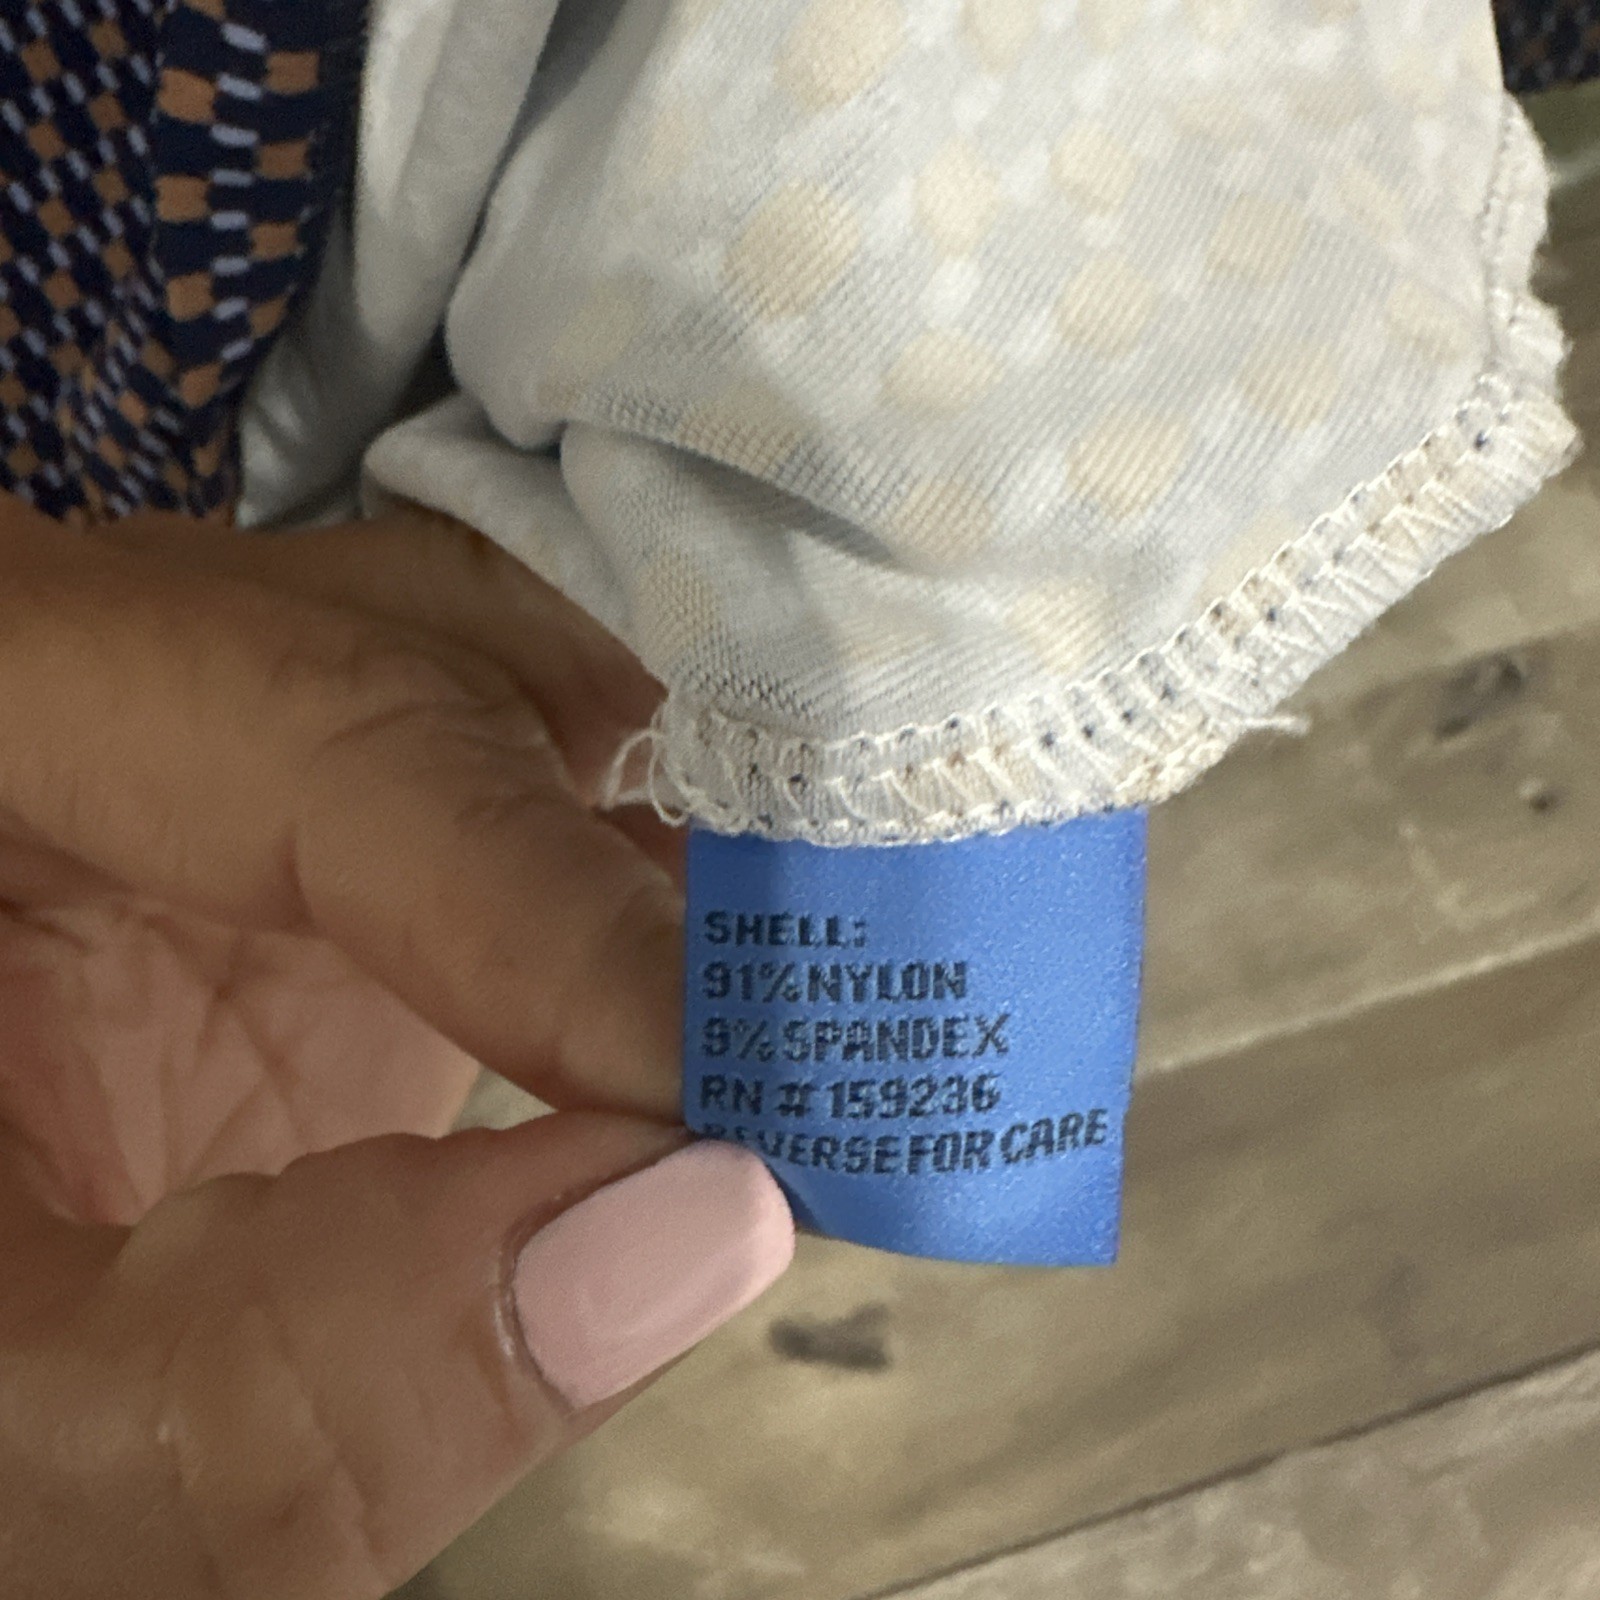 SHELL:
91% NYLON
9% SPANDEX
RN # 159236
REVERSE FOR CARE